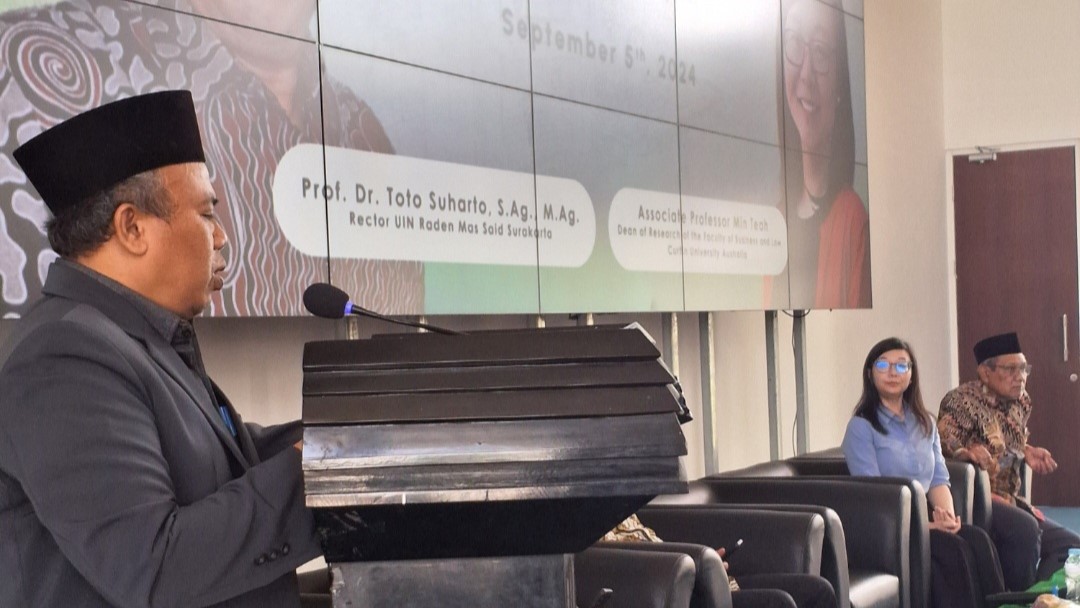 September 5th, 2024
Prof. Dr. Toto Suharto, S.Ag., M.Ag.
Rector UIN Raden Mas Said Surakarta
Associate Professor Min Teah
Dean of Research of the Faculty of Business and Law
Curtin University Australia